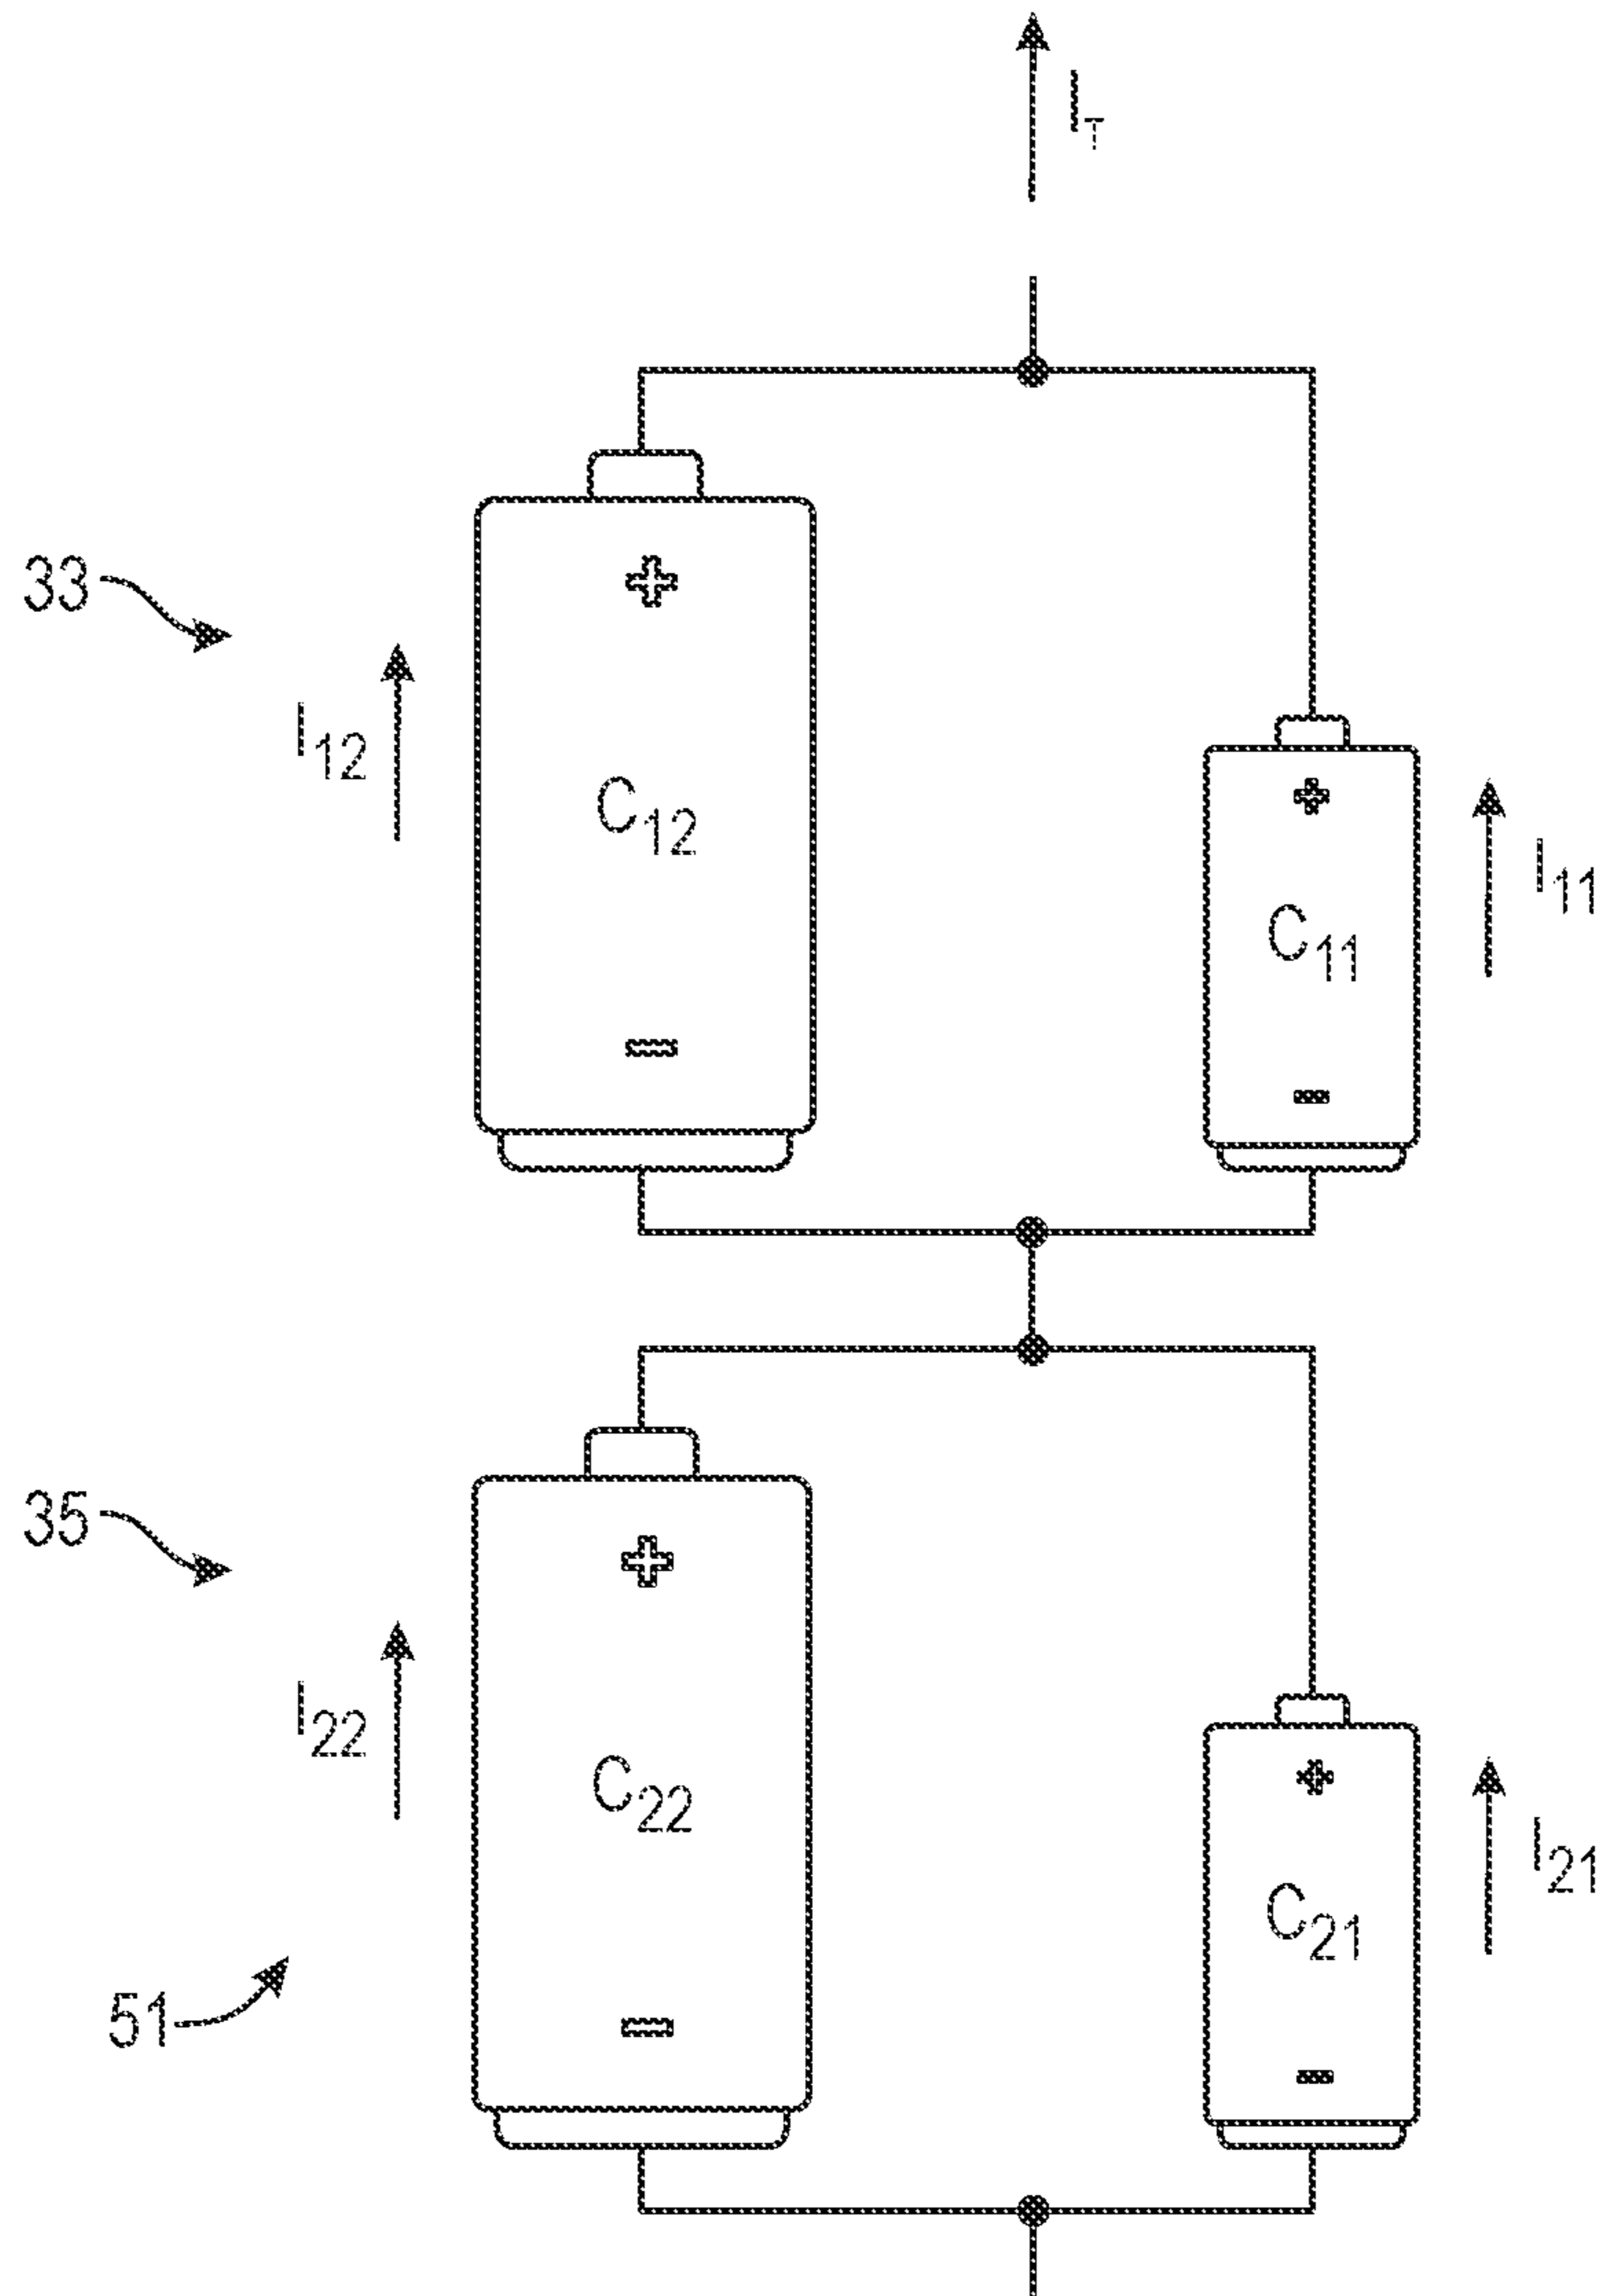 I_T
33
+
+
I_12
C_12
I_11
C_11
-
-
35
+
+
I_22
C_22
I_21
C_21
51
-
-